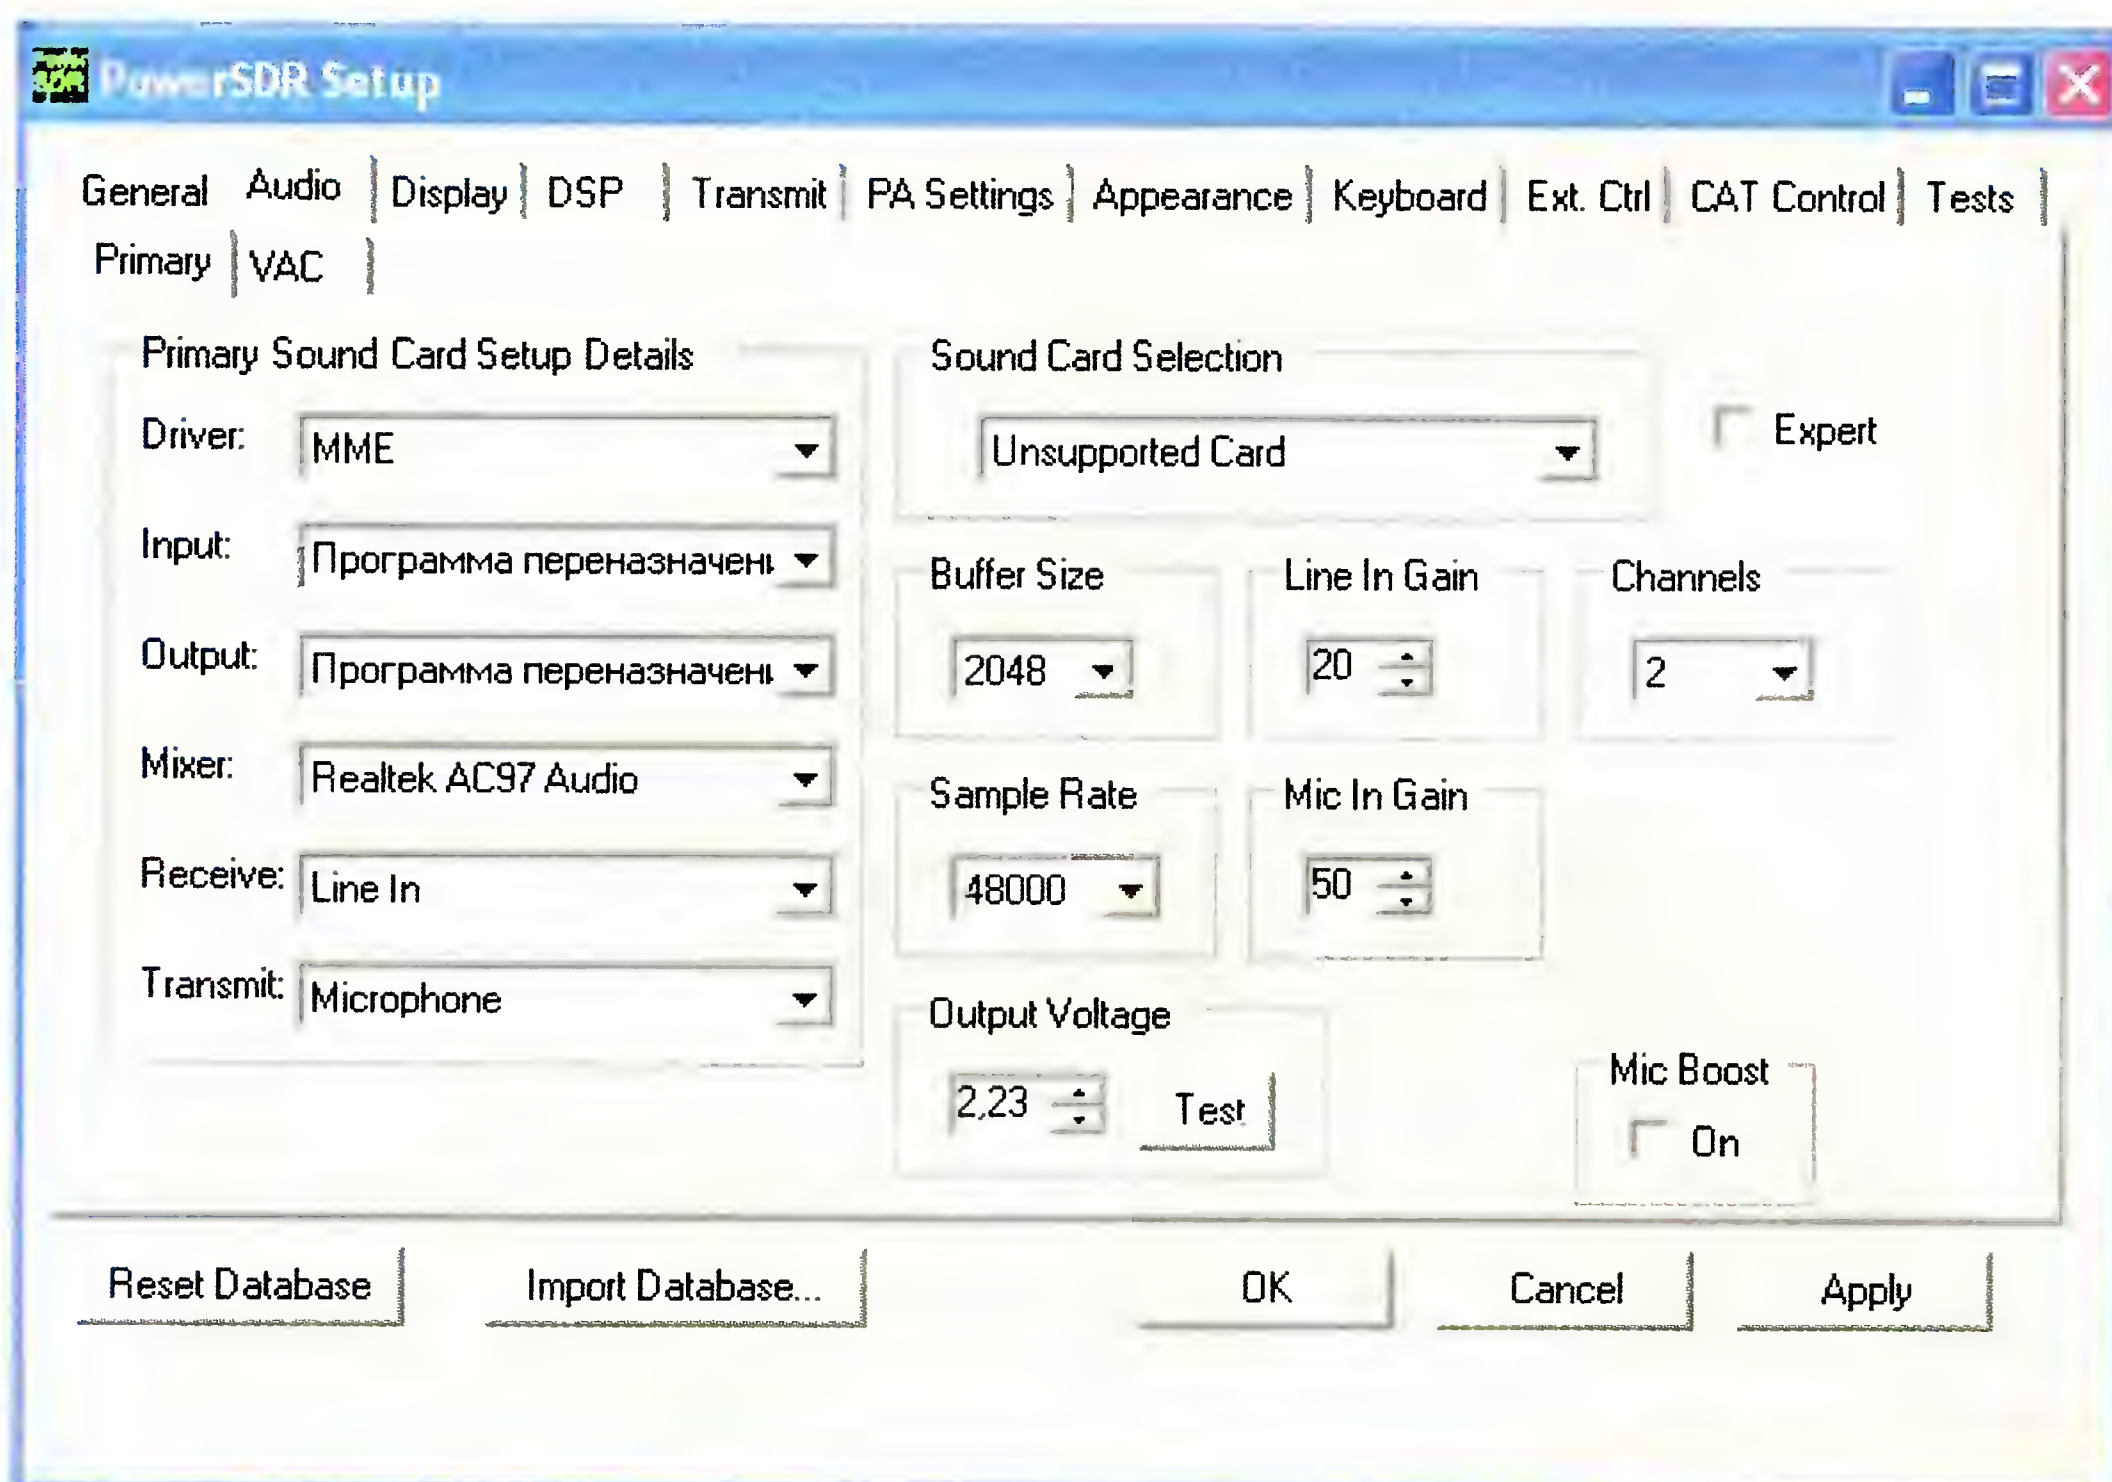 PowerSDR Setup
General Audio Display DSP Transmit PA Settings Appearance Keyboard Ext. Ctrl CAT Control Tests
Primary VAC
Primary Sound Card Setup Details
Driver: MME
Input: Программа переназначен
Output: Программа переназначен
Mixer: Realtek AC97 Audio
Receive: Line In
Transmit: Microphone
Sound Card Selection
Unsupported Card
Expert
Buffer Size
2048
Line In Gain
20
Channels
2
Sample Rate
48000
Mic In Gain
50
Output Voltage
2,23 Test
Mic Boost
On
Reset Database Import Database... OK Cancel Apply